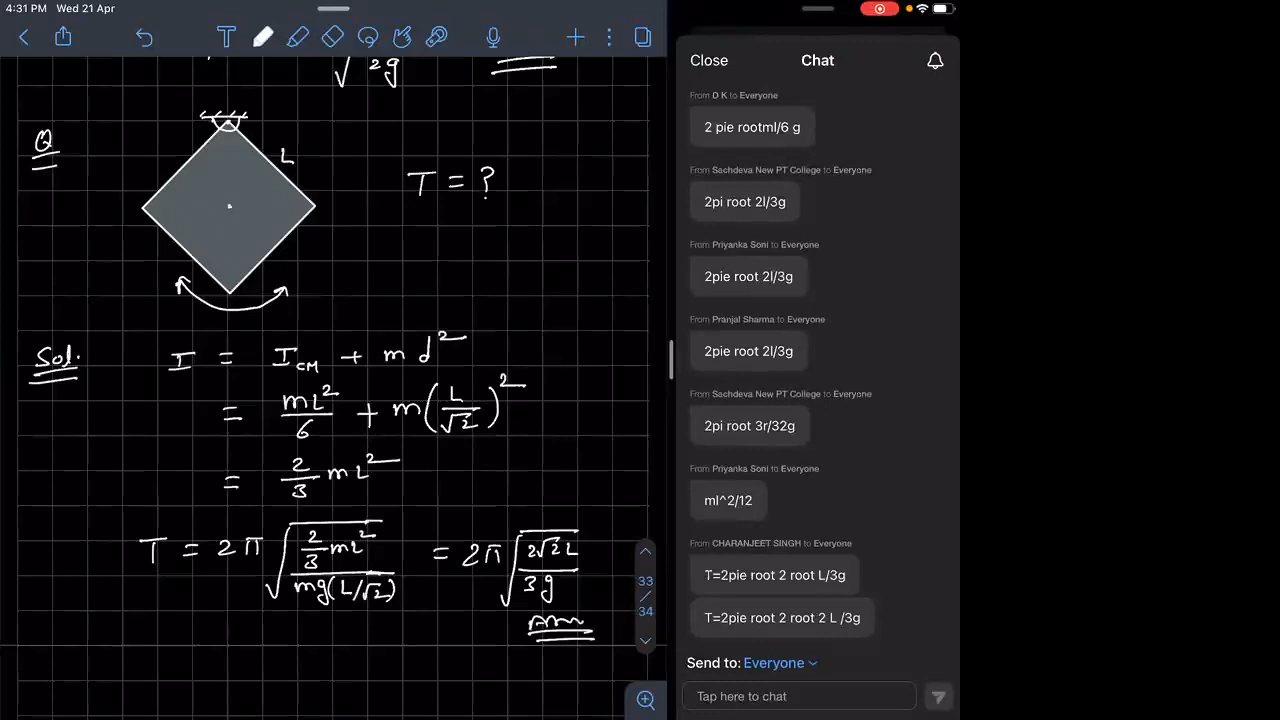 4:31 PM Wed 21 Apr
√ 2g
Q
L
T = ?
Sol. I = I_CM + m d²
= mL²/6 + m(L/√2)²
= 2/3 mL²
T = 2π √(2/3 mL² / mg(L/√2)) = 2π √(2√2 L / 3g)
Ans
33
/
34
Close Chat
From D K to Everyone
2 pie rootml/6 g
From Sachdeva New PT College to Everyone
2pi root 2l/3g
From Priyanka Soni to Everyone
2pie root 2l/3g
From Pranjal Sharma to Everyone
2pie root 2l/3g
From Sachdeva New PT College to Everyone
2pi root 3r/32g
From Priyanka Soni to Everyone
ml^2/12
From CHARANJEET SINGH to Everyone
T=2pie root 2 root L/3g
T=2pie root 2 root 2 L /3g
Send to: Everyone
Tap here to chat